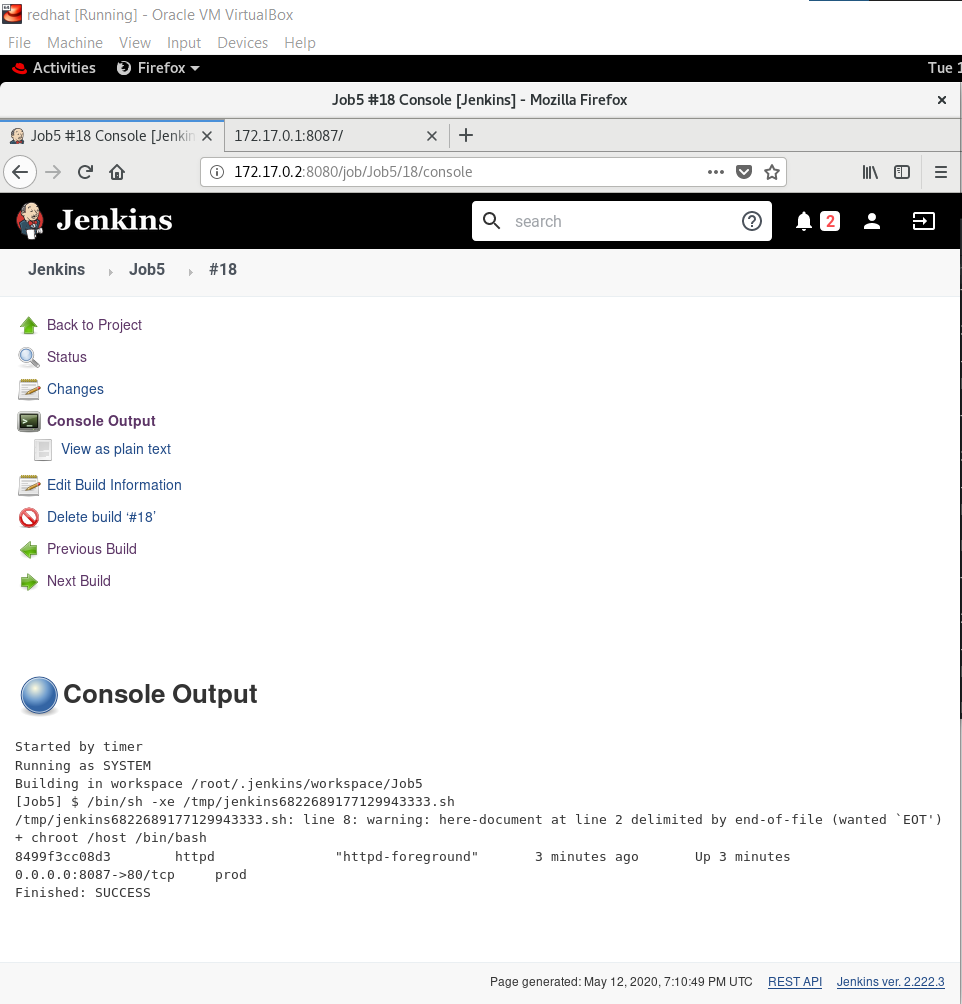 redhat [Running] - Oracle VM VirtualBox
File Machine View Input Devices Help
Activities Firefox Tue 1
Job5 #18 Console [Jenkins] - Mozilla Firefox
Job5 #18 Console [Jenkin 172.17.0.1:8087/
172.17.0.2:8080/job/Job5/18/console
Jenkins search 2
Jenkins Job5 #18
Back to Project
Status
Changes
Console Output
View as plain text
Edit Build Information
Delete build ‘#18’
Previous Build
Next Build
Console Output
Started by timer
Running as SYSTEM
Building in workspace /root/.jenkins/workspace/Job5
[Job5] $ /bin/sh -xe /tmp/jenkins6822689177129943333.sh
/tmp/jenkins6822689177129943333.sh: line 8: warning: here-document at line 2 delimited by end-of-file (wanted `EOT')
+ chroot /host /bin/bash
8499f3cc08d3 httpd "httpd-foreground" 3 minutes ago Up 3 minutes
0.0.0.0:8087->80/tcp prod
Finished: SUCCESS
Page generated: May 12, 2020, 7:10:49 PM UTC REST API Jenkins ver. 2.222.3